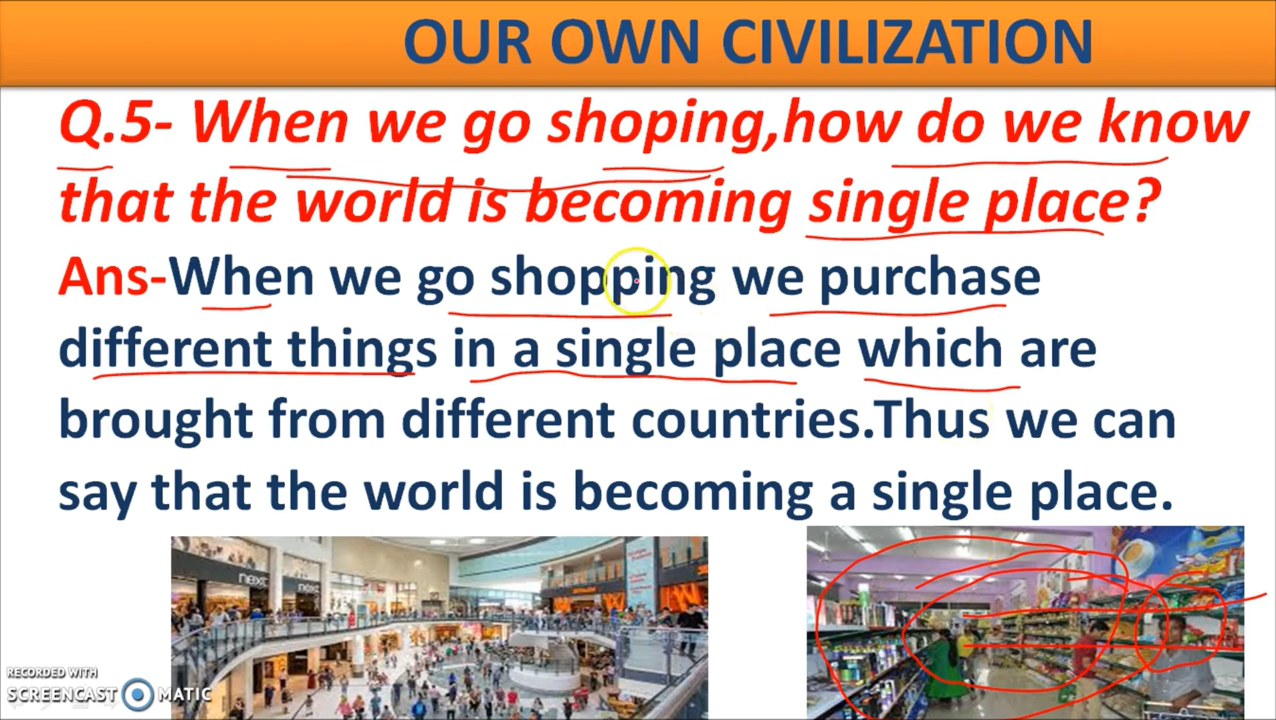 OUR OWN CIVILIZATION
Q.5- When we go shoping,how do we know
that the world is becoming single place?
Ans-When we go shopping we purchase
different things in a single place which are
brought from different countries.Thus we can
say that the world is becoming a single place.
next
RECORDED WITH
SCREENCAST MATIC